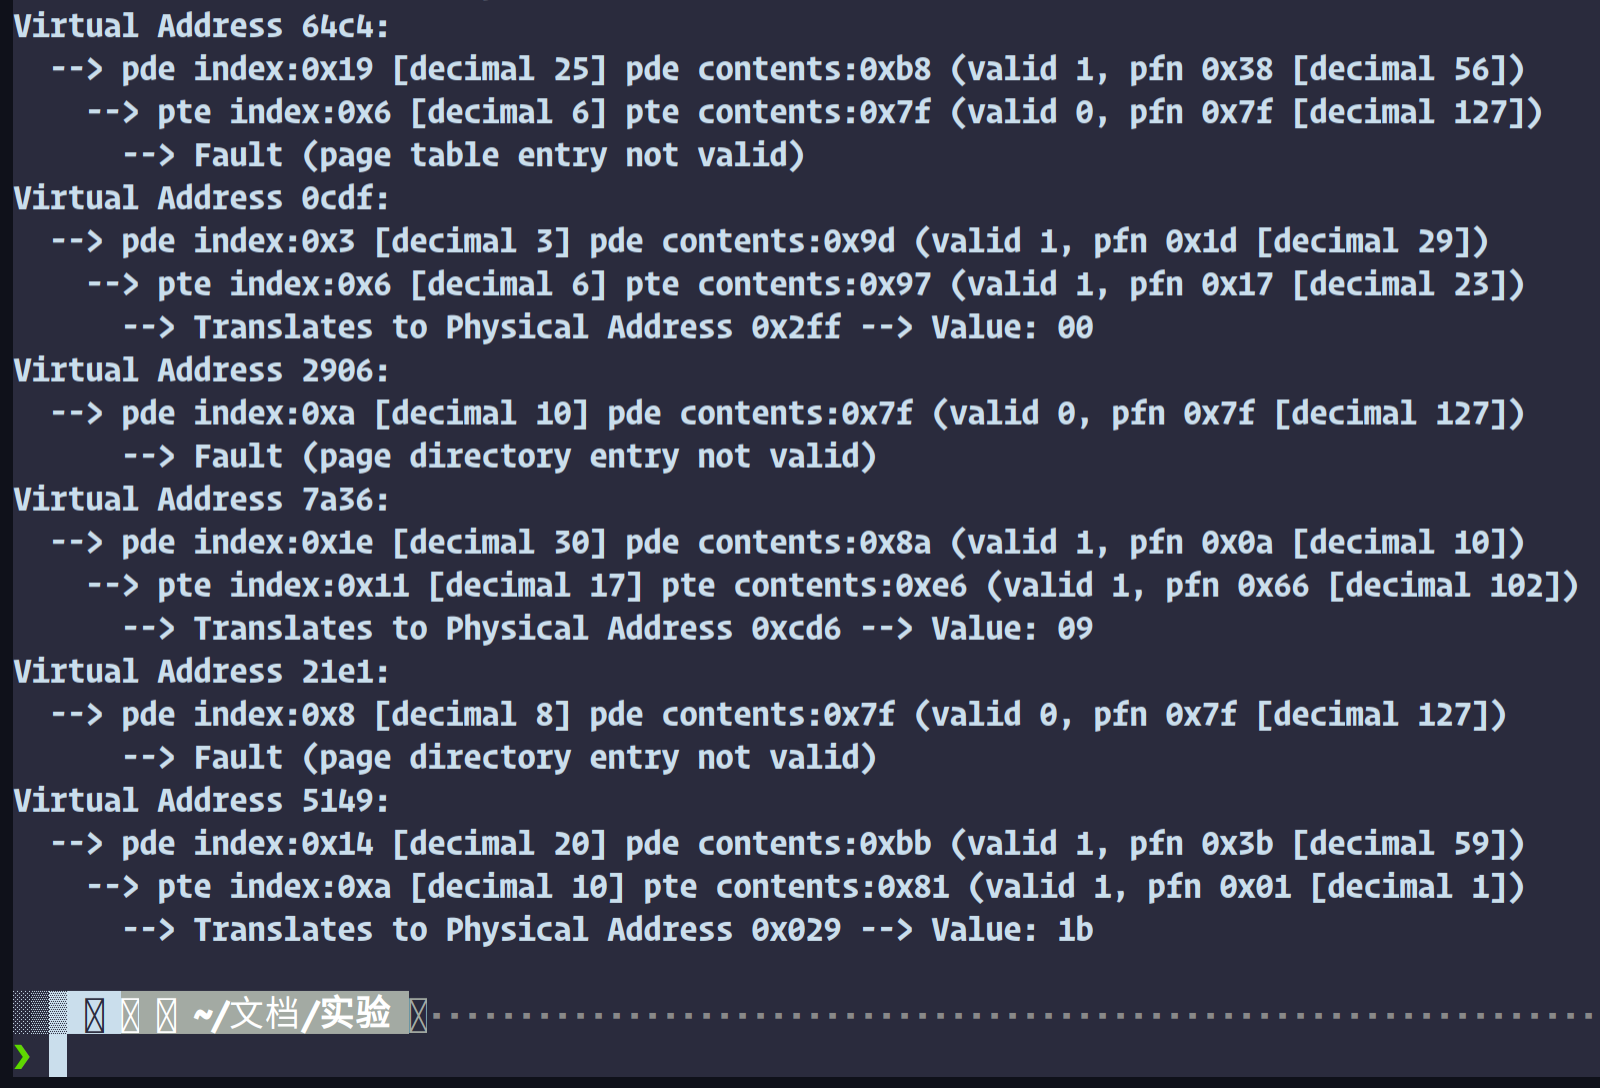 Virtual Address 64c4:
  --> pde index:0x19 [decimal 25] pde contents:0xb8 (valid 1, pfn 0x38 [decimal 56])
    --> pte index:0x6 [decimal 6] pte contents:0x7f (valid 0, pfn 0x7f [decimal 127])
      --> Fault (page table entry not valid)
Virtual Address 0cdf:
  --> pde index:0x3 [decimal 3] pde contents:0x9d (valid 1, pfn 0x1d [decimal 29])
    --> pte index:0x6 [decimal 6] pte contents:0x97 (valid 1, pfn 0x17 [decimal 23])
      --> Translates to Physical Address 0x2ff --> Value: 00
Virtual Address 2906:
  --> pde index:0xa [decimal 10] pde contents:0x7f (valid 0, pfn 0x7f [decimal 127])
      --> Fault (page directory entry not valid)
Virtual Address 7a36:
  --> pde index:0x1e [decimal 30] pde contents:0x8a (valid 1, pfn 0x0a [decimal 10])
    --> pte index:0x11 [decimal 17] pte contents:0xe6 (valid 1, pfn 0x66 [decimal 102])
      --> Translates to Physical Address 0xcd6 --> Value: 09
Virtual Address 21e1:
  --> pde index:0x8 [decimal 8] pde contents:0x7f (valid 0, pfn 0x7f [decimal 127])
      --> Fault (page directory entry not valid)
Virtual Address 5149:
  --> pde index:0x14 [decimal 20] pde contents:0xbb (valid 1, pfn 0x3b [decimal 59])
    --> pte index:0xa [decimal 10] pte contents:0x81 (valid 1, pfn 0x01 [decimal 1])
      --> Translates to Physical Address 0x029 --> Value: 1b
~/文档/实验
❯